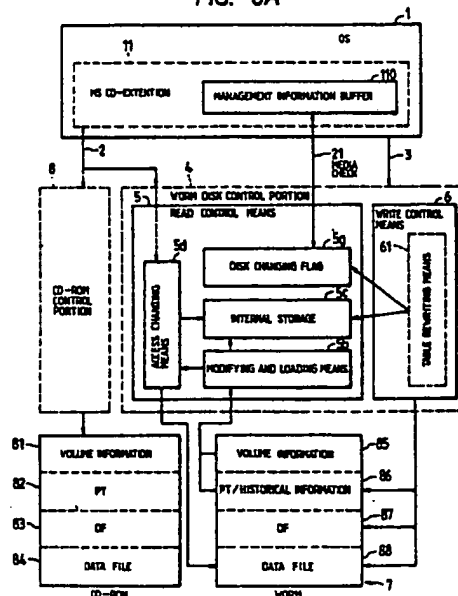 FIG. 8A
1
OS
11
110
MS CD-EXTENTION
MANAGEMENT INFORMATION BUFFER
2
21
MEDIA
CHECK
3
8
4
WORM DISK CONTROL PORTION
5
READ CONTROL MEANS
6
WRITE CONTROL
MEANS
61
5d
5g
DISK CHANGING FLAG
5c
INTERNAL STORAGE
5b
MODIFYING AND LOADING MEANS
ACCESS CHANGING
MEANS
TABLE REWRITING MEANS
CD-ROM
CONTROL
PORTION
81
VOLUME INFORMATION
82
PT
83
DF
84
DATA FILE
CD-ROM
VOLUME INFORMATION
85
PT/HISTORICAL INFORMATION
86
DF
87
DATA FILE
88
WORM
7